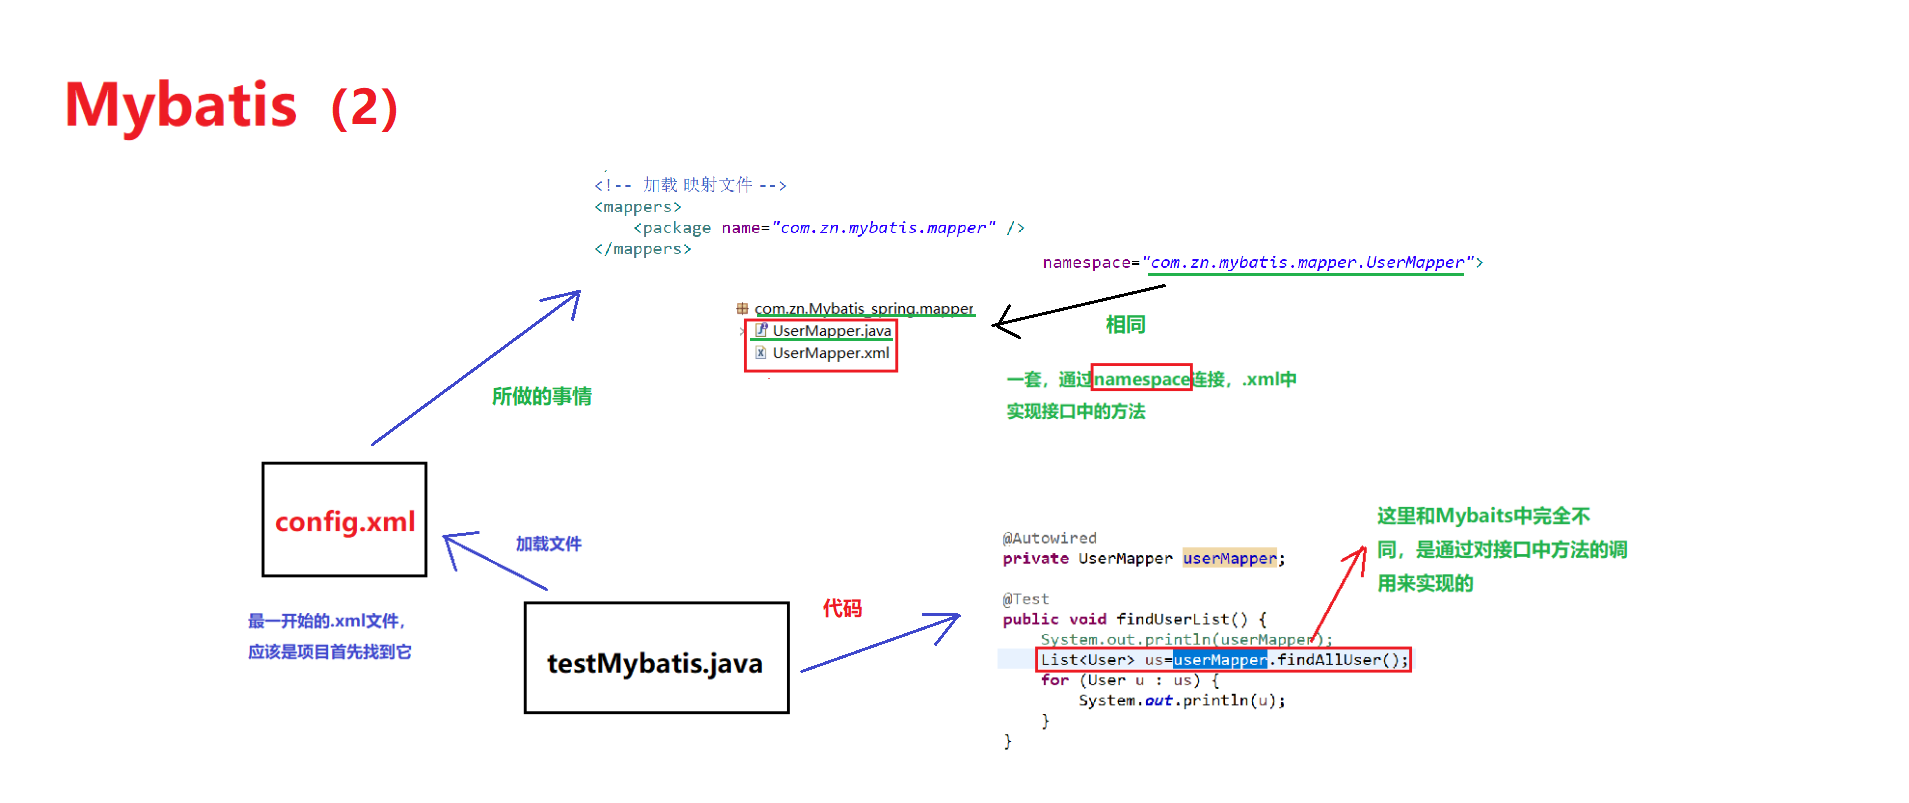 Mybatis（2）
<!-- 加载 映射文件 -->
<mappers>
<package name="com.zn.mybatis.mapper" />
</mappers>
namespace="com.zn.mybatis.mapper.UserMapper">
com.zn.Mybatis_spring.mapper
UserMapper.java
UserMapper.xml
相同
一套，通过namespace连接，.xml中
实现接口中的方法
所做的事情
config.xml
加载文件
最一开始的.xml文件，
应该是项目首先找到它
testMybatis.java
代码
@Autowired
private UserMapper userMapper;
@Test
public void findUserList() {
System.out.println(userMapper);
List<User> us=userMapper.findAllUser();
for (User u : us) {
System.out.println(u);
}
}
这里和Mybaits中完全不
同，是通过对接口中方法的调
用来实现的